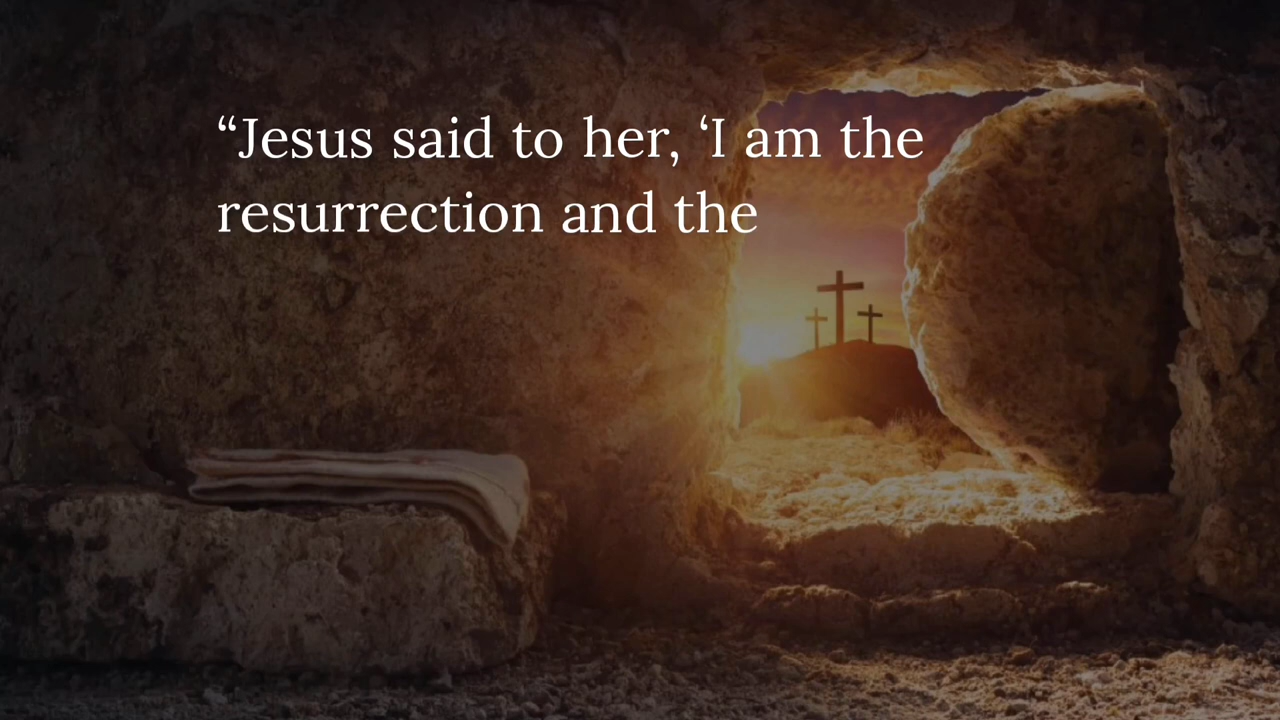 “Jesus said to her, ‘I am the
resurrection and the